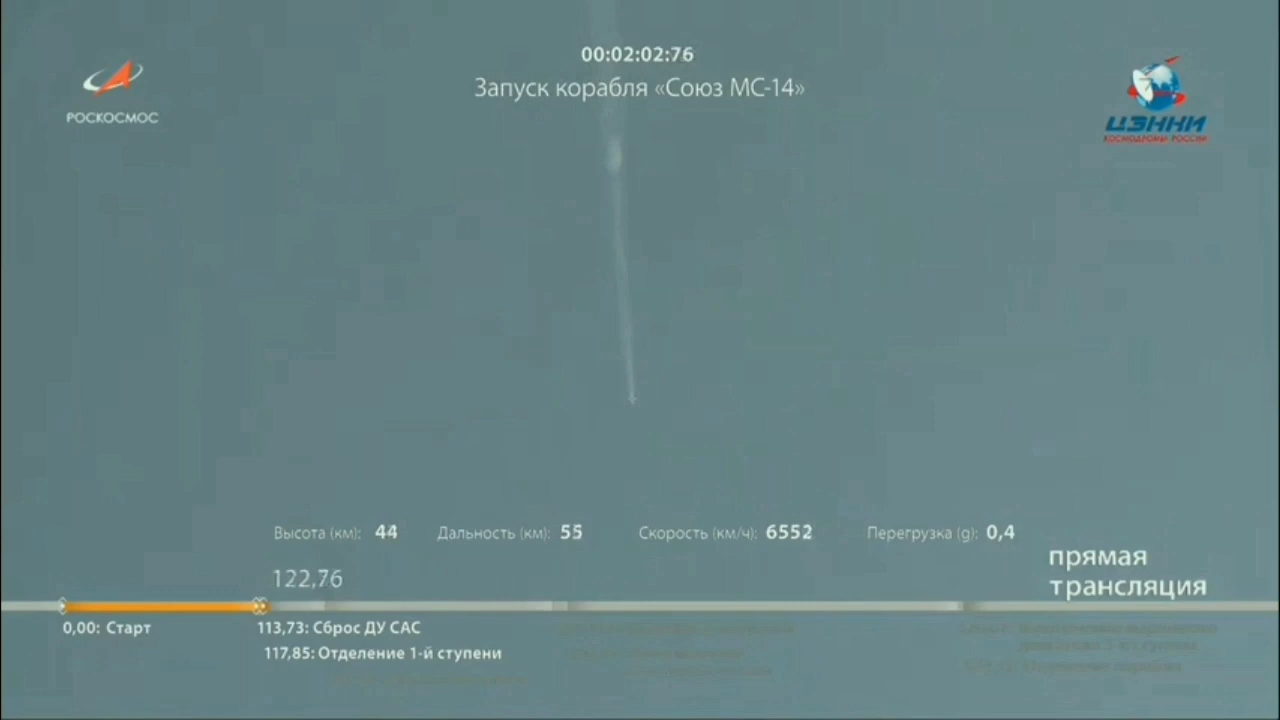 00:02:02:76
Запуск корабля «Союз МС-14»
РОСКОСМОС
ЦЭННИ
КОСМОДРОМЫ РОССИИ
Высота (км): 44 Дальность (км): 55 Скорость (км/ч): 6552 Перегрузка (g): 0,4
прямая
трансляция
122,76
0,00: Старт
113,73: Сброс ДУ САС
117,85: Отделение 1-й ступени